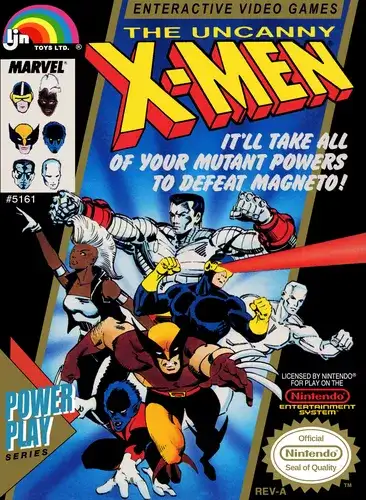 ENTERACTIVE VIDEO GAMES
LJN
TOYS LTD.
®
THE UNCANNY
X-MEN
MARVEL
#5161
IT'LL TAKE ALL
OF YOUR MUTANT POWERS
TO DEFEAT MAGNETO!
LICENSED BY NINTENDO®
FOR PLAY ON THE
Nintendo®
ENTERTAINMENT
SYSTEM®
POWER
PLAY
SERIES
Official
Nintendo
Seal of Quality
REV-A
TM